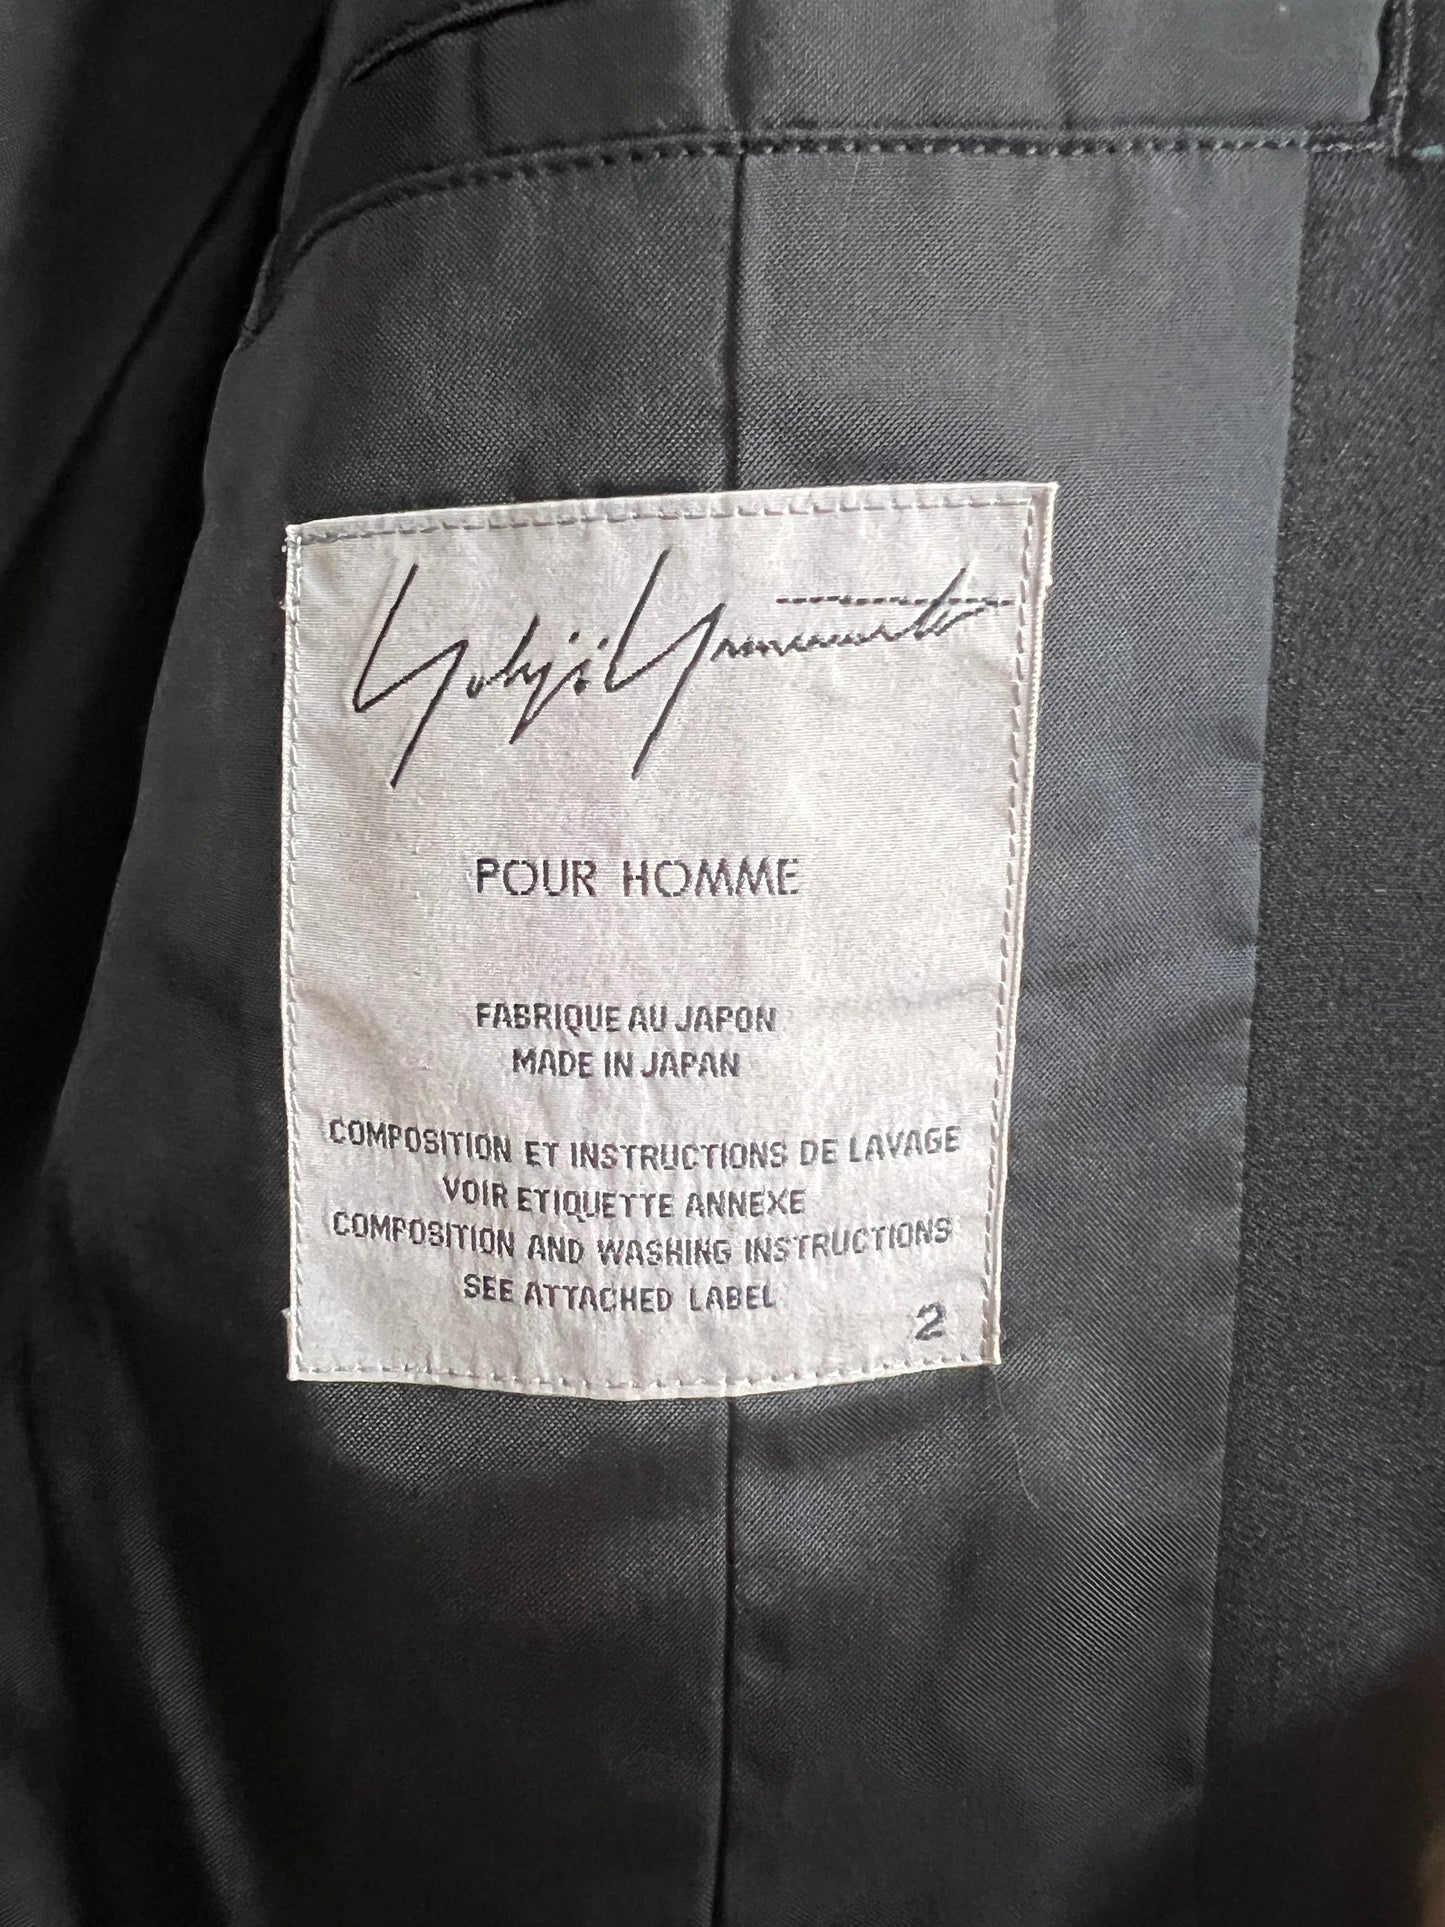 Yohji Yamamoto
POUR HOMME
FABRIQUE AU JAPON
MADE IN JAPAN
COMPOSITION ET INSTRUCTIONS DE LAVAGE
VOIR ETIQUETTE ANNEXE
COMPOSITION AND WASHING INSTRUCTIONS
SEE ATTACHED LABEL
2